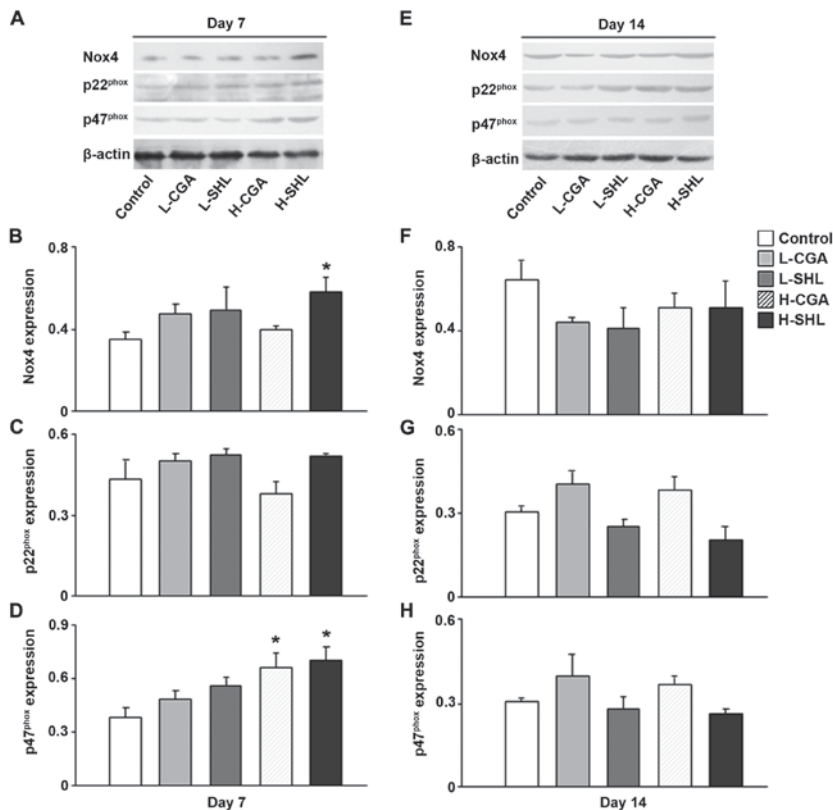 A
Day 7
Nox4
p22phox
p47phox
β-actin
Control
L-CGA
L-SHL
H-CGA
H-SHL
E
Day 14
Nox4
p22phox
p47phox
β-actin
Control
L-CGA
L-SHL
H-CGA
H-SHL
B
Nox4 expression
0.8
0.4
0
*
F
Nox4 expression
0.8
0.4
0
Control
L-CGA
L-SHL
H-CGA
H-SHL
C
p22phox expression
0.6
0.3
0
G
p22phox expression
0.6
0.3
0
D
p47phox expression
0.9
0.6
0.3
0
* *
Day 7
H
p47phox expression
0.6
0.3
0
Day 14